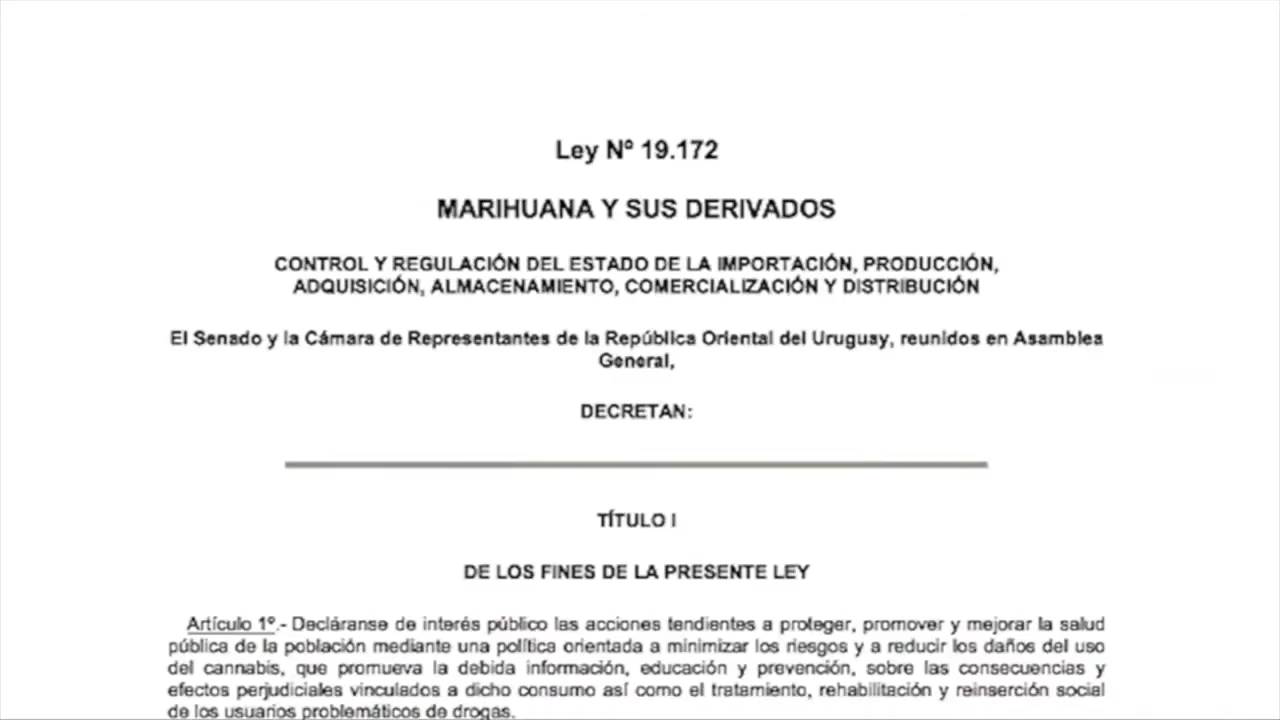 Ley Nº 19.172
MARIHUANA Y SUS DERIVADOS
CONTROL Y REGULACIÓN DEL ESTADO DE LA IMPORTACIÓN, PRODUCCIÓN,
ADQUISICIÓN, ALMACENAMIENTO, COMERCIALIZACIÓN Y DISTRIBUCIÓN
El Senado y la Cámara de Representantes de la República Oriental del Uruguay, reunidos en Asamblea
General,
DECRETAN:
TÍTULO I
DE LOS FINES DE LA PRESENTE LEY
Artículo 1º.- Decláranse de interés público las acciones tendientes a proteger, promover y mejorar la salud
pública de la población mediante una política orientada a minimizar los riesgos y a reducir los daños del uso
del cannabis, que promueva la debida información, educación y prevención, sobre las consecuencias y
efectos perjudiciales vinculados a dicho consumo así como el tratamiento, rehabilitación y reinserción social
de los usuarios problemáticos de drogas.